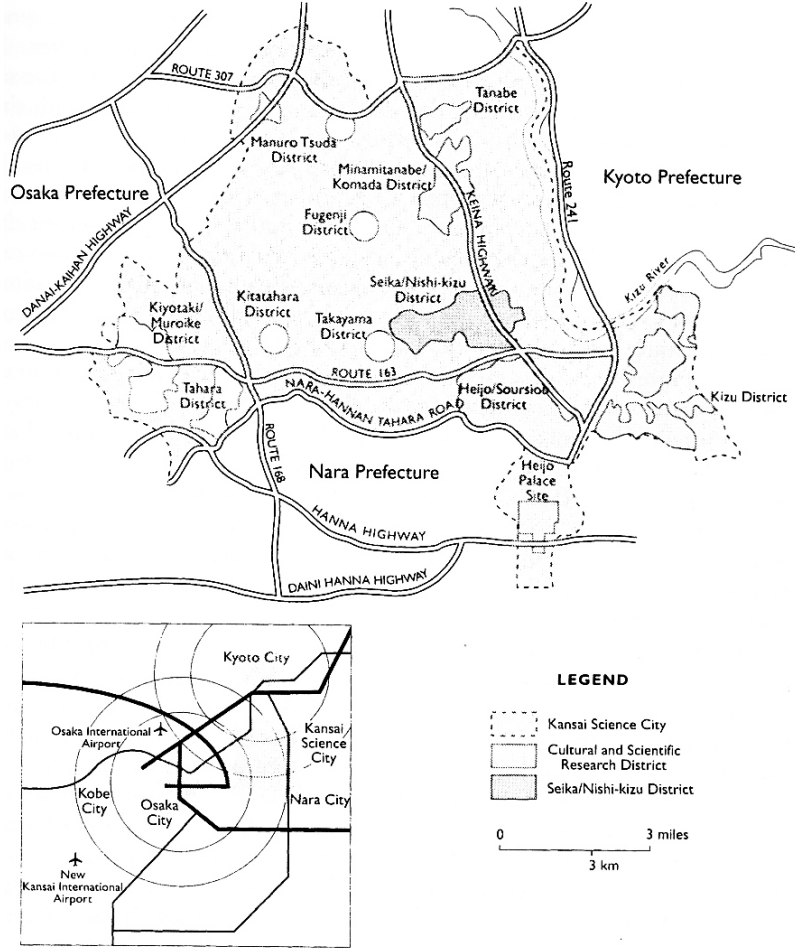 ROUTE 307
Tanabe
District
Manuro Tsuda
District
Osaka Prefecture
Minamitanabe/
Komada District
Kyoto Prefecture
Route 241
Fugenji
District
KEINA HIGHWAY
DANAI-KAIHAN HIGHWAY
Kizu River
Seika/Nishi-kizu
District
Kiyotaki/
Muroike
District
Kitatahara
District
Takayama
District
ROUTE 163
Tahara
District
NARA-HANNAN TAHARA ROAD
Heijo/Soursiob
District
Kizu District
ROUTE 168
Nara Prefecture
Heijo
Palace
Site
HANNA HIGHWAY
DAINI HANNA HIGHWAY
Kyoto City
Osaka International
Airport
Kansai
Science
City
Kobe
City
Osaka
City
Nara City
New
Kansai International
Airport
LEGEND
Kansai Science City
Cultural and Scientific
Research District
Seika/Nishi-kizu District
0 3 miles
3 km